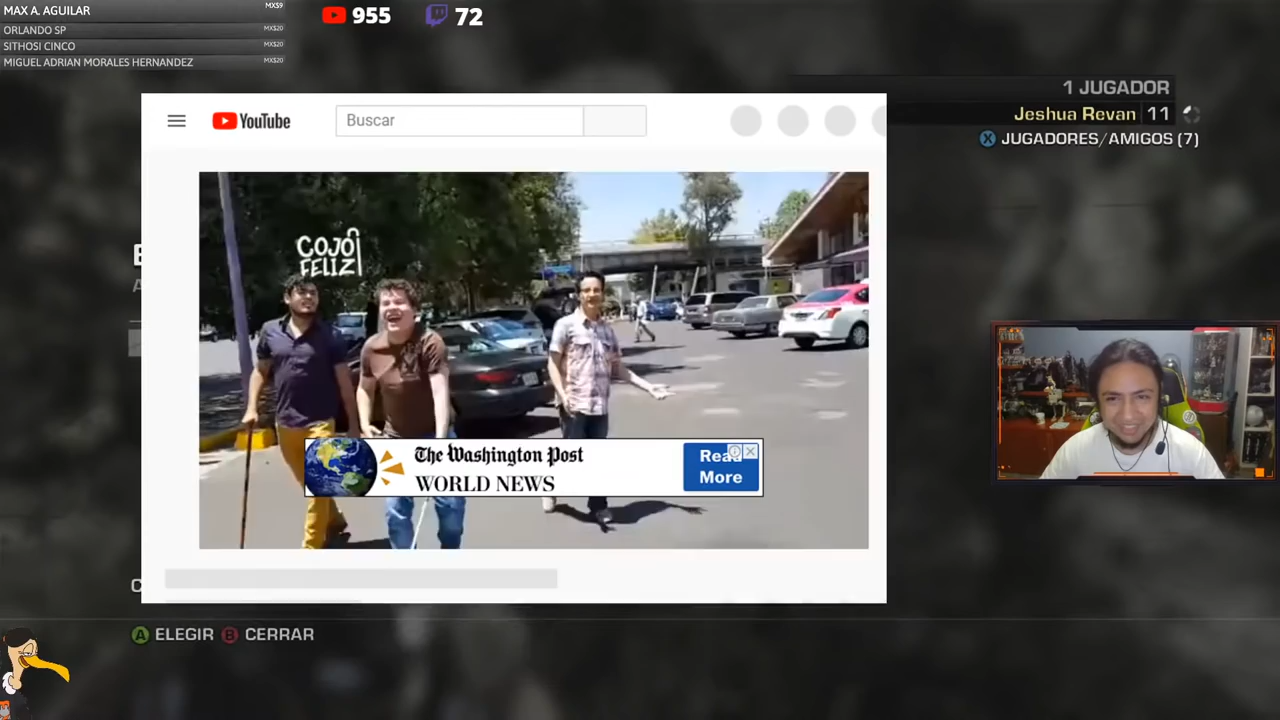 MAX A. AGUILAR MX$9
ORLANDO SP MX$20
SITHOSI CINCO MX$20
MIGUEL ADRIAN MORALES HERNANDEZ MX$20
955 72
1 JUGADOR
Jeshua Revan 11
X JUGADORES/AMIGOS (7)
YouTube Buscar
COJO
FELIZ
The Washington Post
WORLD NEWS
Read
More
A ELEGIR B CERRAR